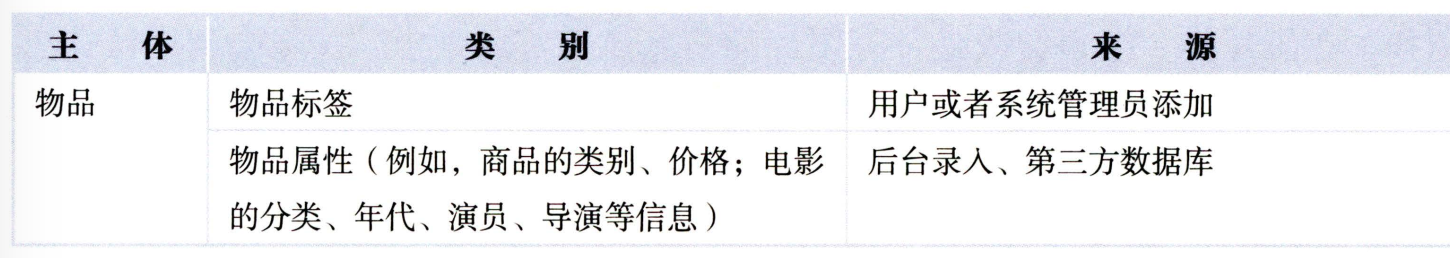 主 体 类 别 来 源
物品 物品标签 用户或者系统管理员添加
物品属性（例如，商品的类别、价格；电影 后台录入、第三方数据库
的分类、年代、演员、导演等信息）